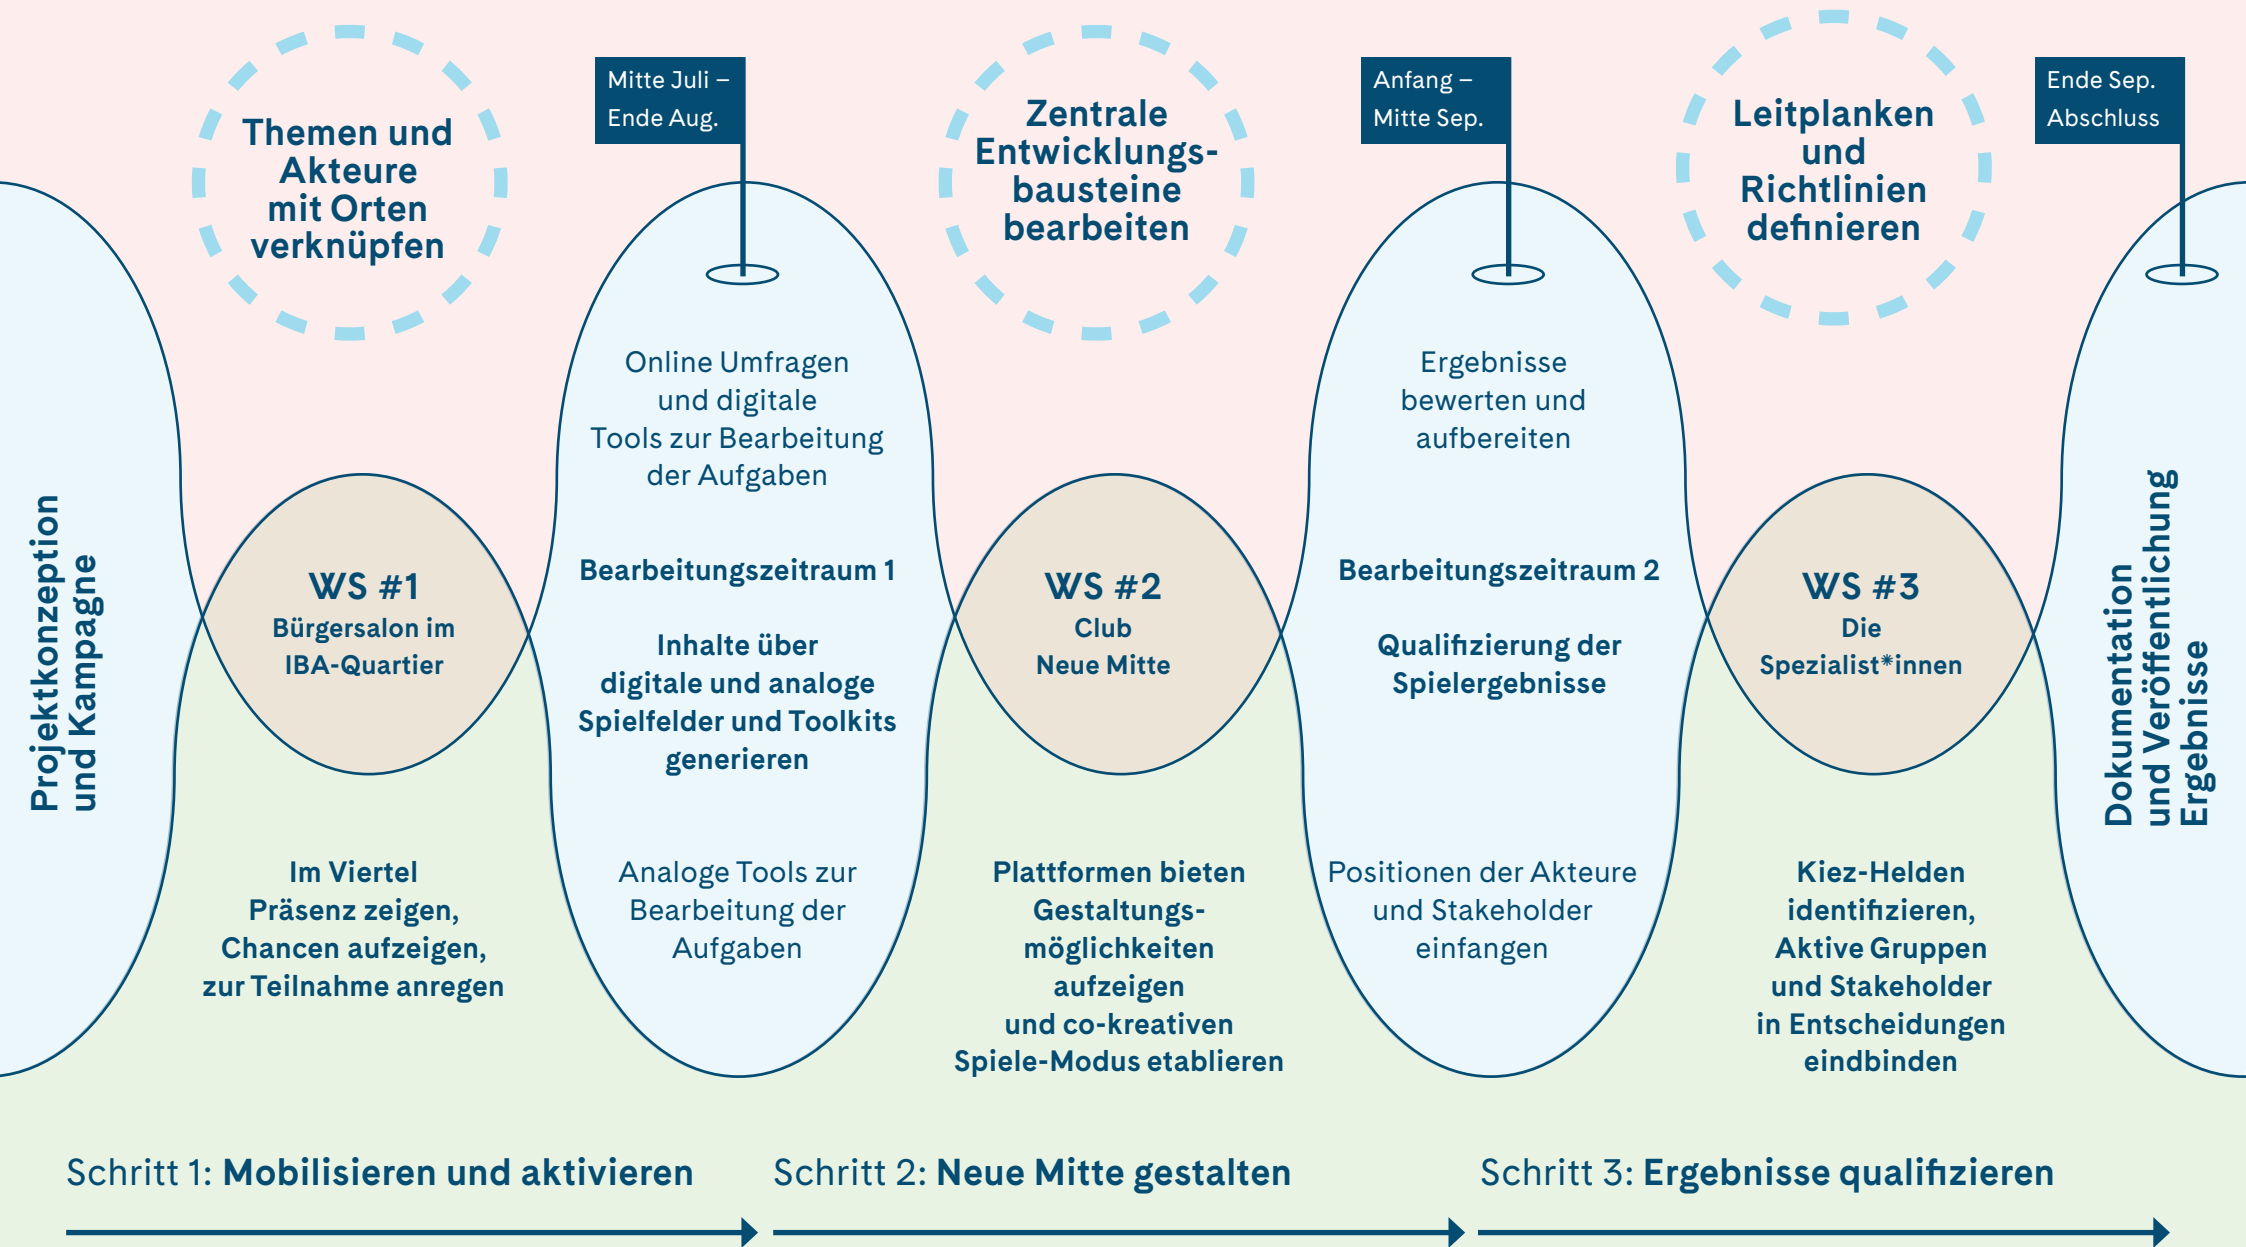 Themen und
Akteure
mit Orten
verknüpfen
Mitte Juli –
Ende Aug.
Zentrale
Entwicklungs-
bausteine
bearbeiten
Anfang –
Mitte Sep.
Leitplanken
und
Richtlinien
definieren
Ende Sep.
Abschluss
Projektkonzeption
und Kampagne
WS #1
Bürgersalon im
IBA-Quartier
Im Viertel
Präsenz zeigen,
Chancen aufzeigen,
zur Teilnahme anregen
Online Umfragen
und digitale
Tools zur Bearbeitung
der Aufgaben
Bearbeitungszeitraum 1
Inhalte über
digitale und analoge
Spielfelder und Toolkits
generieren
Analoge Tools zur
Bearbeitung der
Aufgaben
WS #2
Club
Neue Mitte
Plattformen bieten
Gestaltungs-
möglichkeiten
aufzeigen
und co-kreativen
Spiele-Modus etablieren
Ergebnisse
bewerten und
aufbereiten
Bearbeitungszeitraum 2
Qualifizierung der
Spielergebnisse
Positionen der Akteure
und Stakeholder
einfangen
WS #3
Die
Spezialist*innen
Kiez-Helden
identifizieren,
Aktive Gruppen
und Stakeholder
in Entscheidungen
eindbinden
Dokumentation
und Veröffentlichung
Ergebnisse
Schritt 1: Mobilisieren und aktivieren
Schritt 2: Neue Mitte gestalten
Schritt 3: Ergebnisse qualifizieren